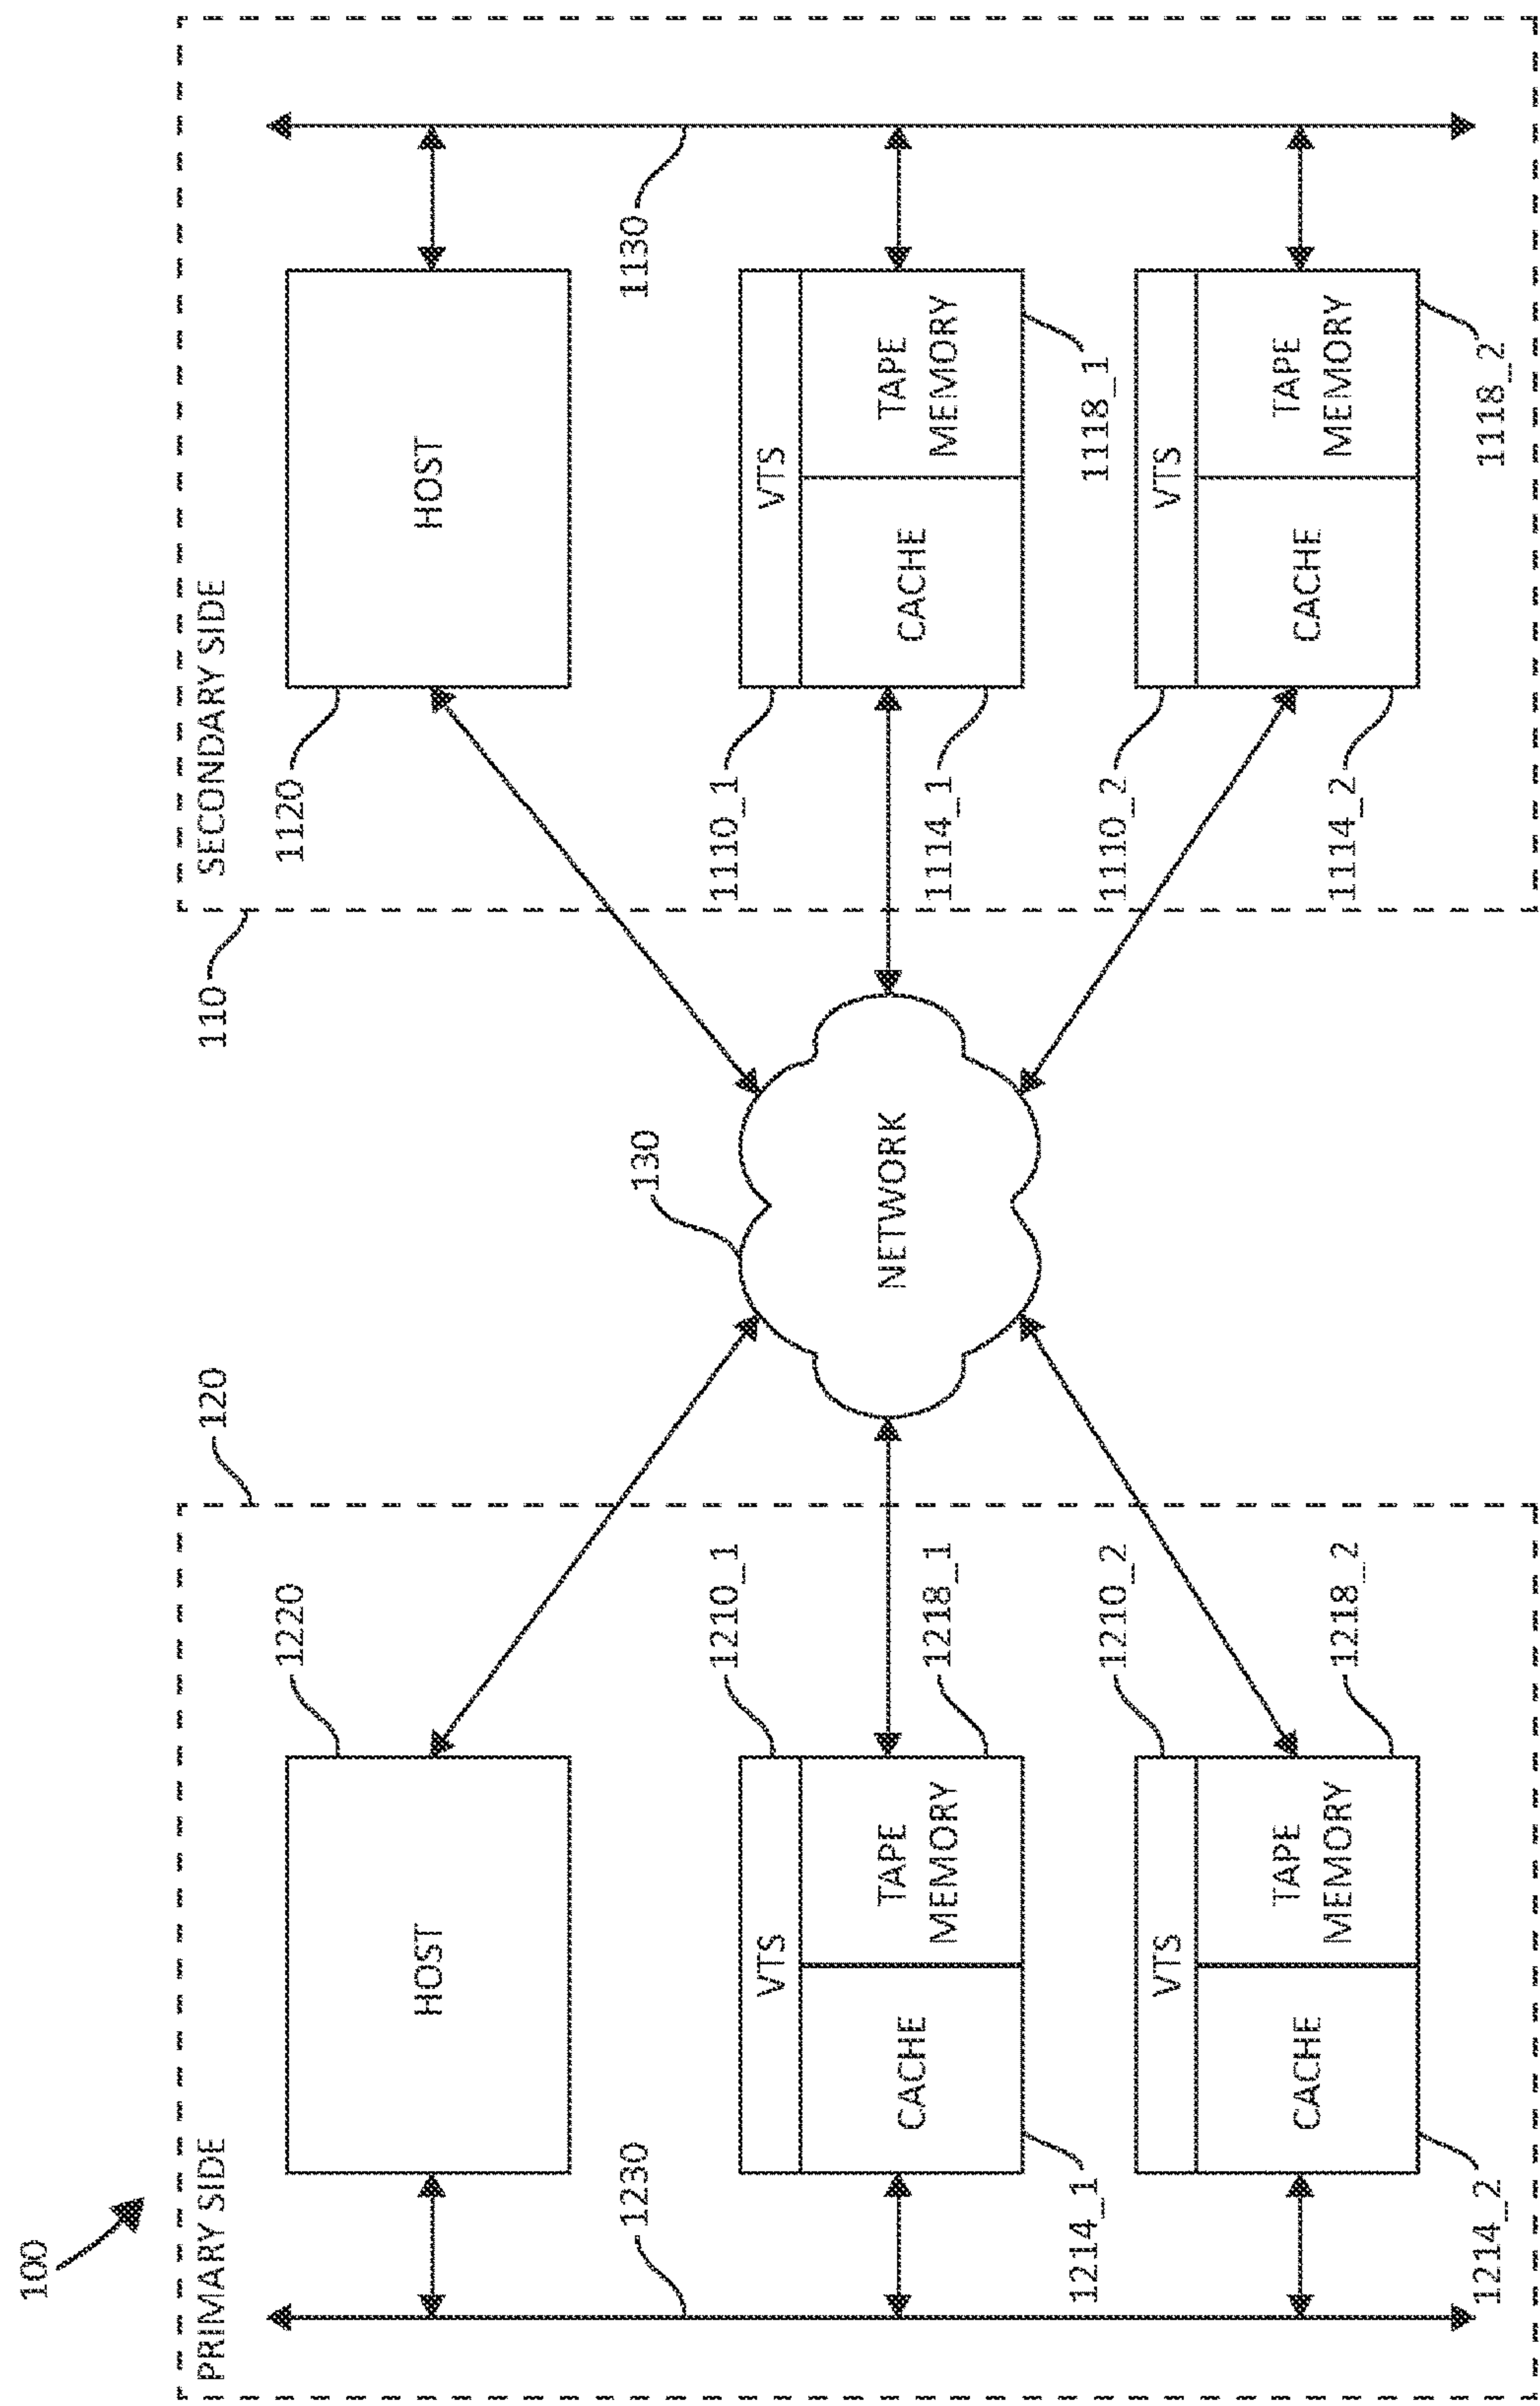 100
PRIMARY SIDE
120
110
SECONDARY SIDE
1220
1120
HOST
HOST
1230
130
1130
1210_1
1110_1
VTS
VTS
CACHE
TAPE
MEMORY
NETWORK
CACHE
TAPE
MEMORY
1218_1
1114_1
1214_1
1118_1
1210_2
1110_2
VTS
VTS
CACHE
TAPE
MEMORY
CACHE
TAPE
MEMORY
1218_2
1114_2
1214_2
1118_2